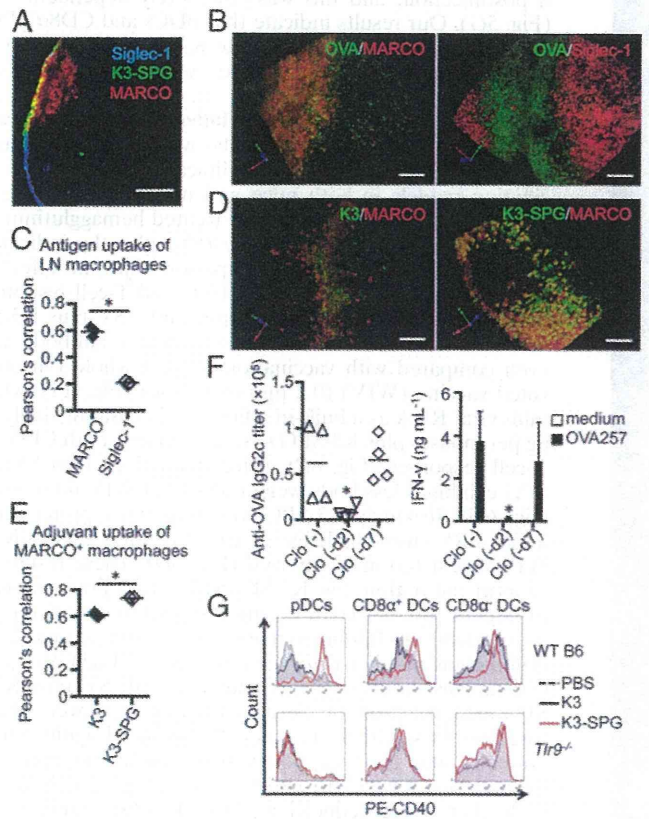 (Fig. 5C). Our results indicate
A
Siglec-1
K3-SPG
MARCO
B
OVA/MARCO
OVA/Siglec-1
C
Antigen uptake of
LN macrophages
Pearson's correlation
0.8
0.6
0.4
0.2
0
*
MARCO
Siglec-1
D
K3/MARCO
K3-SPG/MARCO
E
Adjuvant uptake of
MARCO⁺ macrophages
Pearson's correlation
0.8
0.6
0.4
0.2
0
*
K3
K3-SPG
F
Anti-OVA IgG2c titer (×10⁵)
1
0.5
0
*
Clo (-)
Clo (-d2)
Clo (-d7)
IFN-γ (ng mL⁻¹)
6
4
2
0
*
Clo (-)
Clo (-d2)
Clo (-d7)
medium
OVA257
G
pDCs
CD8α⁺ DCs
CD8α⁻ DCs
WT B6
PBS
K3
K3-SPG
Tlr9⁻/⁻
Count
PE-CD40